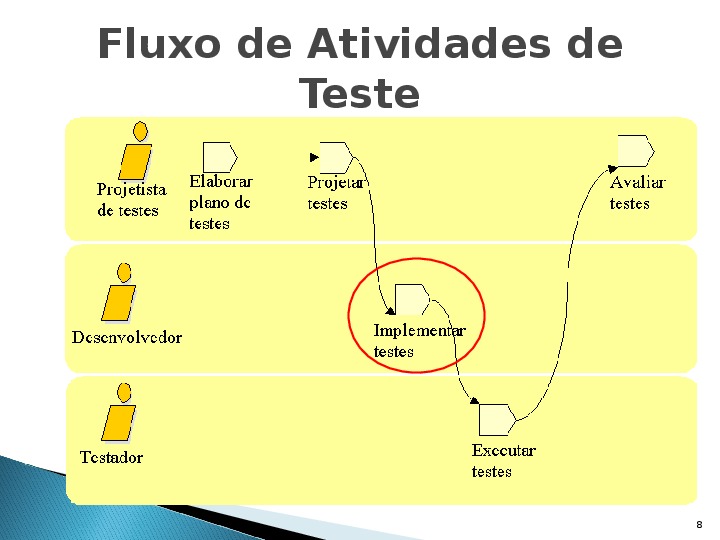 Fluxo de Atividades de
Teste
Projetista
de testes
Elaborar
plano de
testes
Projetar
testes
Avaliar
testes
Desenvolvedor
Implementar
testes
Testador
Executar
testes
8